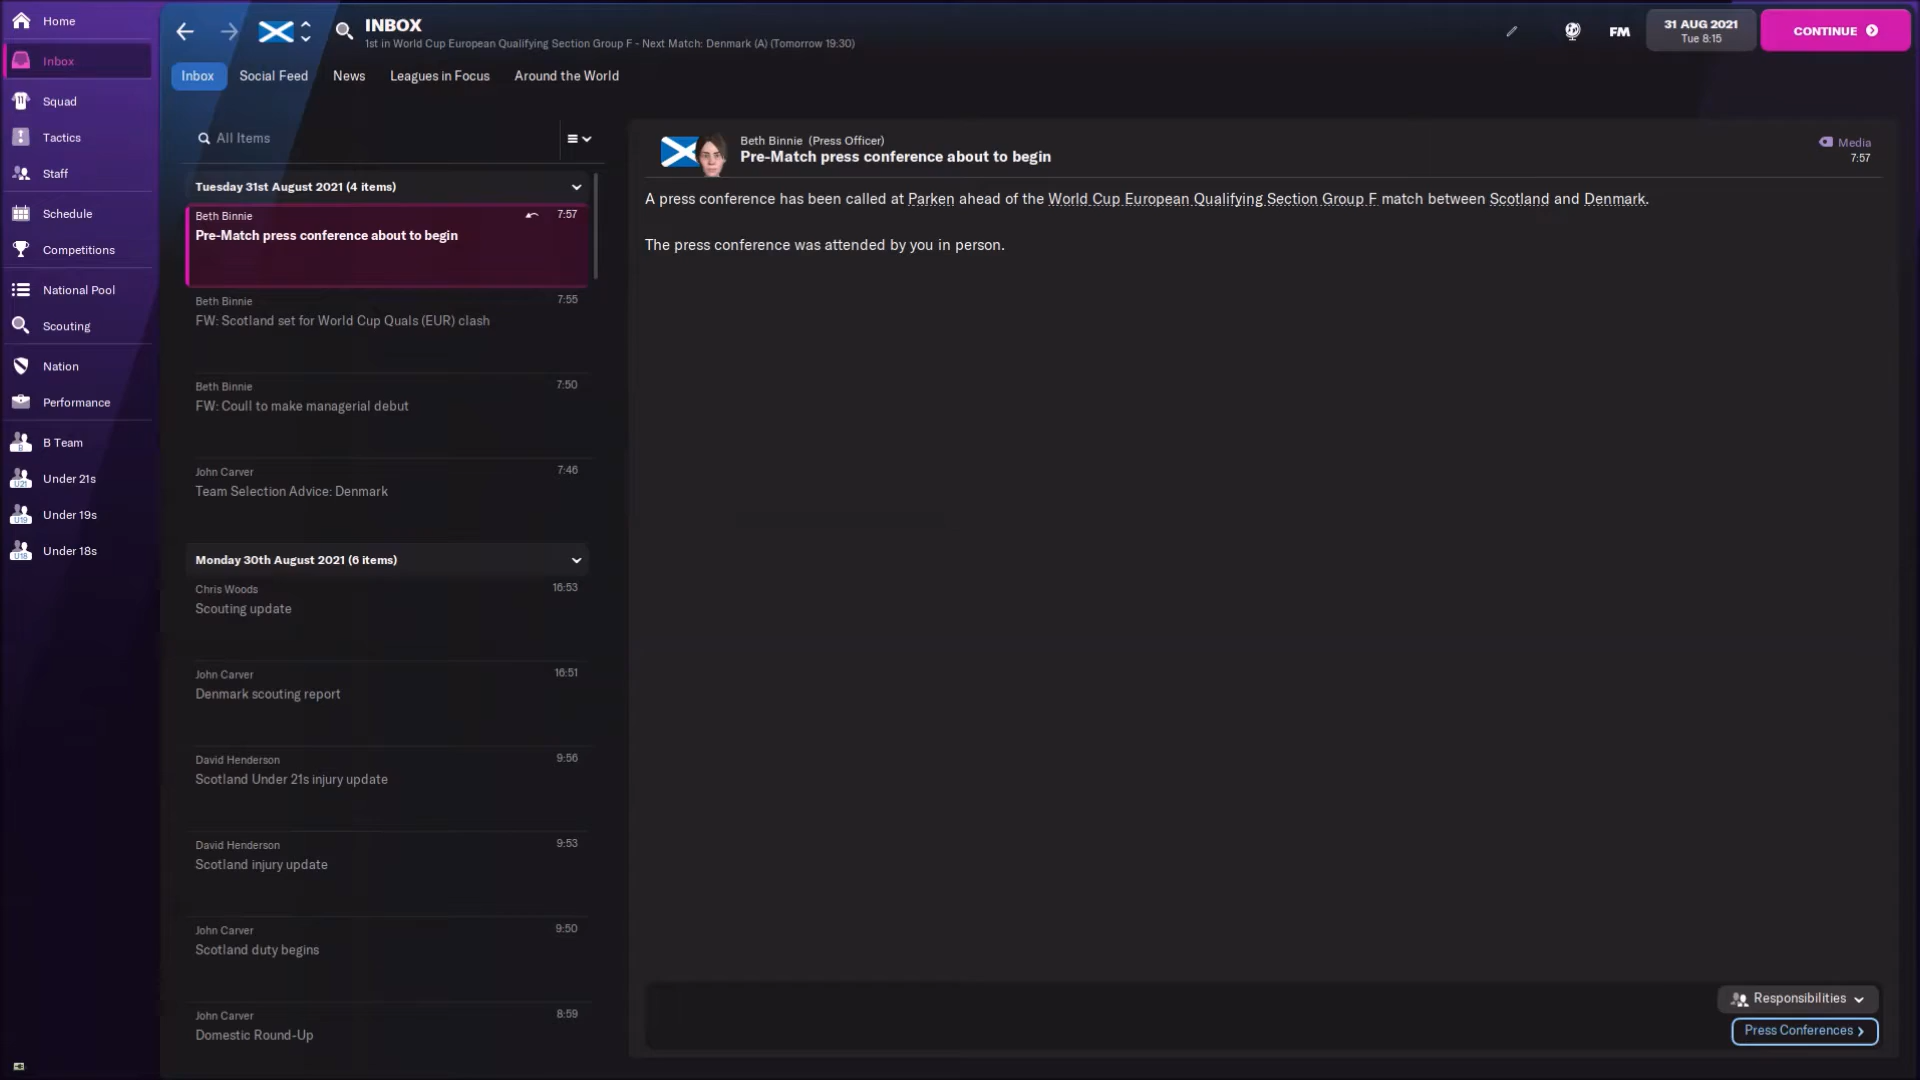 Home
Inbox
Squad
Tactics
Staff
Schedule
Competitions
National Pool
Scouting
Nation
Performance
B Team
Under 21s
Under 19s
Under 18s
INBOX
1st in World Cup European Qualifying Section Group F - Next Match: Denmark (A) (Tomorrow 19:30)
FM
31 AUG 2021
Tue 8:15
CONTINUE
Inbox Social Feed News Leagues in Focus Around the World
All Items
Tuesday 31st August 2021 (4 items)
Beth Binnie 7:57
Pre-Match press conference about to begin
Beth Binnie 7:55
FW: Scotland set for World Cup Quals (EUR) clash
Beth Binnie 7:50
FW: Coull to make managerial debut
John Carver 7:46
Team Selection Advice: Denmark
Monday 30th August 2021 (6 items)
Chris Woods 16:53
Scouting update
John Carver 16:51
Denmark scouting report
David Henderson 9:56
Scotland Under 21s injury update
David Henderson 9:53
Scotland injury update
John Carver 9:50
Scotland duty begins
John Carver 8:59
Domestic Round-Up
Beth Binnie (Press Officer)
Pre-Match press conference about to begin
Media
7:57
A press conference has been called at Parken ahead of the World Cup European Qualifying Section Group F match between Scotland and Denmark.
The press conference was attended by you in person.
Responsibilities
Press Conferences